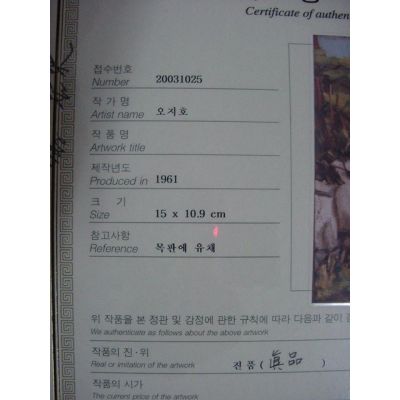 Certificate of authen
접수번호
Number 20031025
작 가 명
Artist name 오지호
작 품 명
Artwork title
제작년도
Produced in 1961
크 기
Size 15 x 10.9 cm
참고사항
Reference 목판에 유채
위 작품을 본 정관 및 감정에 관한 규칙에 따라 다음과 같이 감
We authenticate as follows about the above artwork
작품의 진·위
Real or imitation of the artwork 진품 (眞品)
작품의 시가
The current price of the artwork